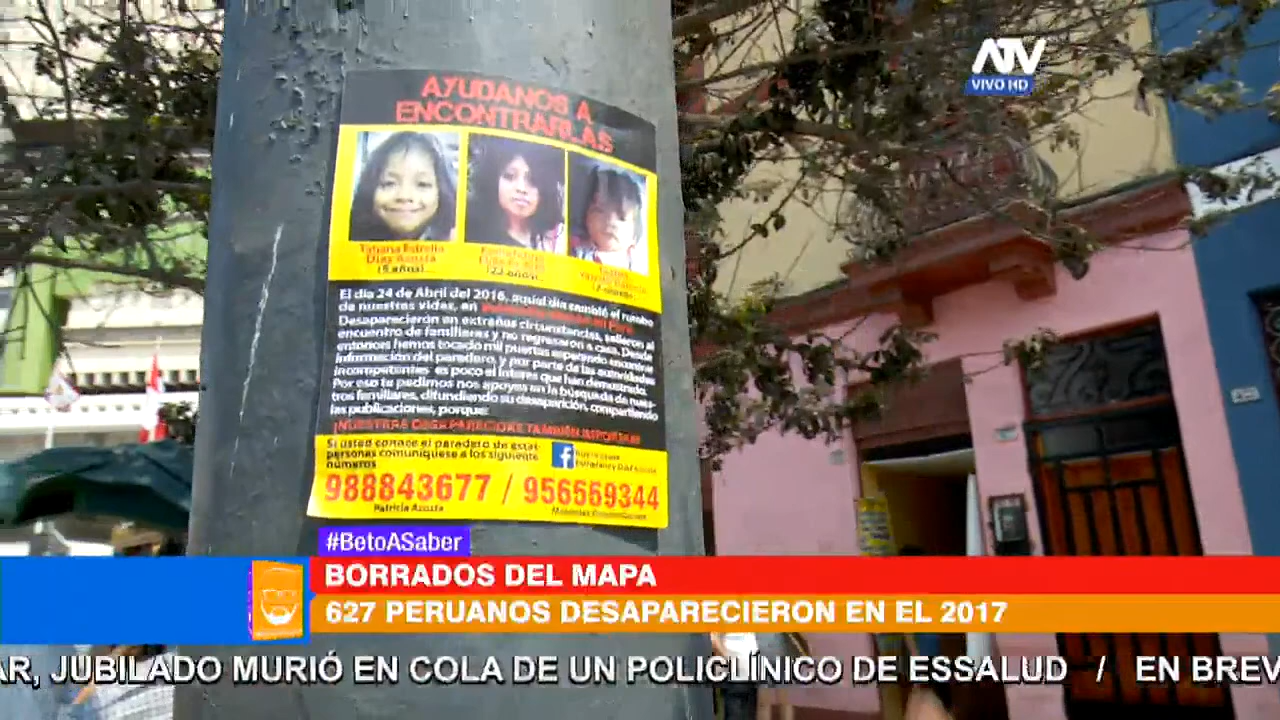 ATV
VIVO HD
AYUDANOS A
ENCONTRARLAS
Tatiana Estrella
Díaz Acosta
(5 años)
El día 24 de Abril del 2016, aquel día cambió el rumbo
de nuestras vidas, en
Desaparecieron en extrañas circunstancias, salieron al
encuentro de familiares y no regresaron a casa. Desde
entonces hemos tocado mil puertas esperando encontrar
información del paradero, y por parte de las autoridades
incompetentes es poco el interes que han demostrado.
Por eso te pedimos nos apoyes en la búsqueda de nues-
tros familiares, difundiendo su desaparición, compartiendo
las publicaciones, porque:
¡NUESTRAS DESAPARECIDAS TAMBIÉN IMPORTAN!
Si usted conoce el paradero de estas
personas comuniquese a los siguiente
números
988843677 / 956569344
Patricia Acosta
#BetoASaber
BORRADOS DEL MAPA
627 PERUANOS DESAPARECIERON EN EL 2017
AR, JUBILADO MURIÓ EN COLA DE UN POLICLÍNICO DE ESSALUD / EN BREV